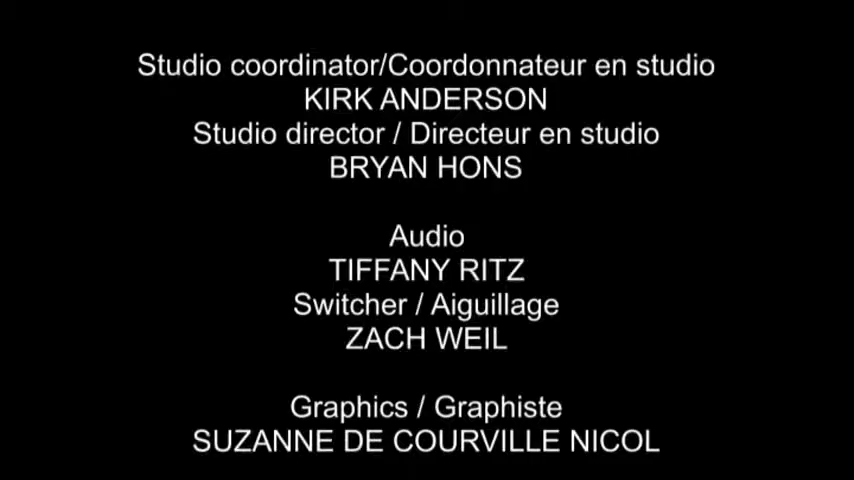 Studio coordinator/Coordonnateur en studio
KIRK ANDERSON
Studio director / Directeur en studio
BRYAN HONS
Audio
TIFFANY RITZ
Switcher / Aiguillage
ZACH WEIL
Graphics / Graphiste
SUZANNE DE COURVILLE NICOL